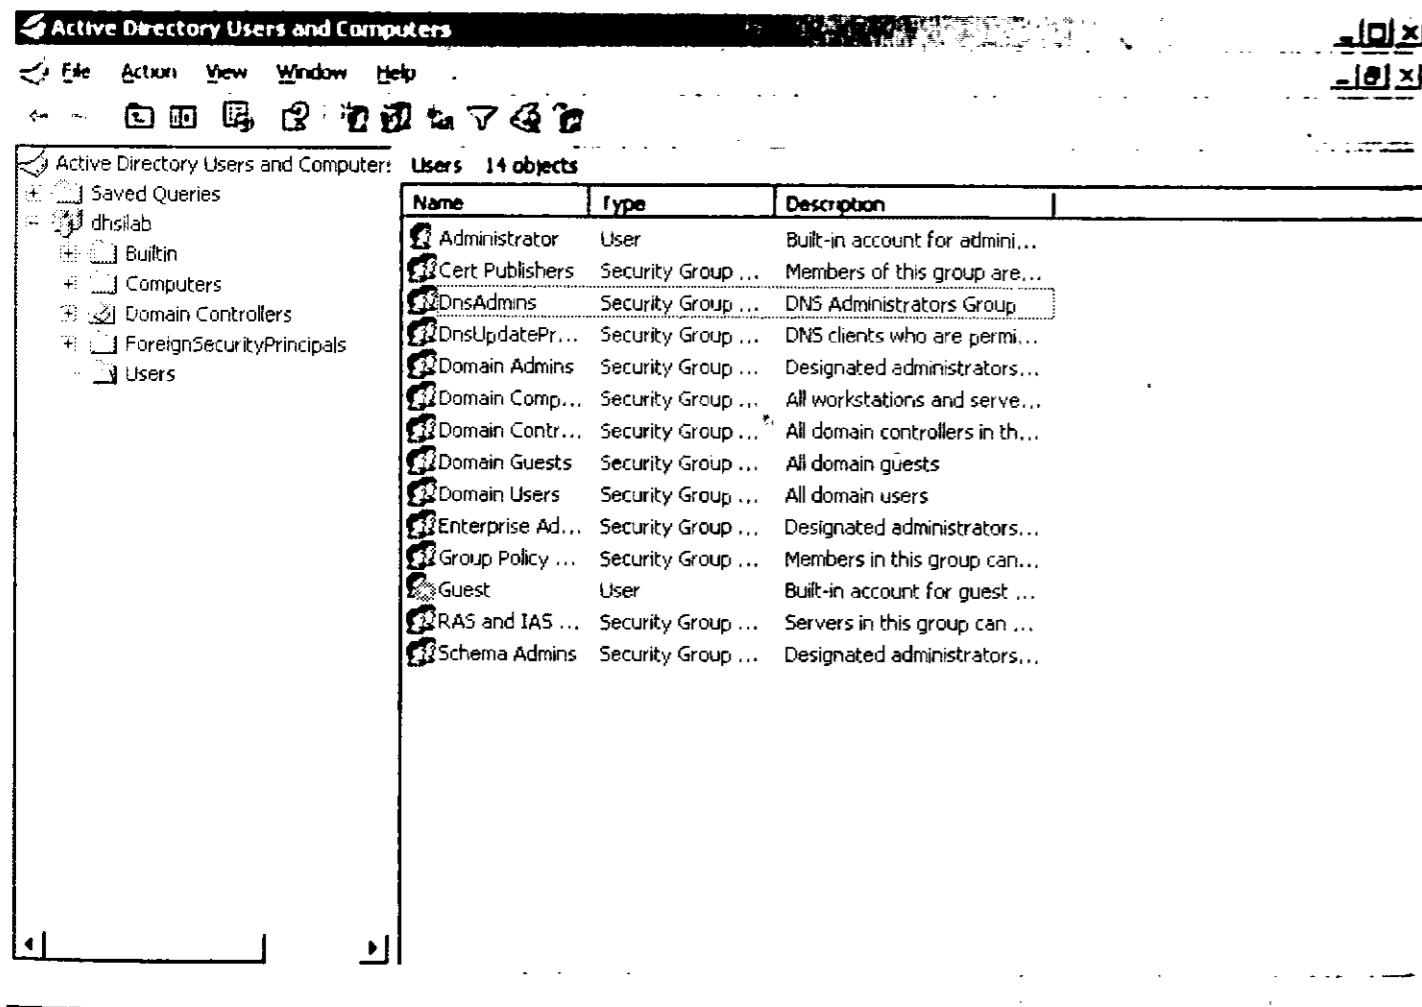 Active Directory Users and Computers
File Action View Window Help
Active Directory Users and Computer:
Saved Queries
dhsilab
Builtin
Computers
Domain Controllers
ForeignSecurityPrincipals
Users
Users 14 objects
Name Type Description
Administrator User Built-in account for admini...
Cert Publishers Security Group ... Members of this group are...
DnsAdmins Security Group ... DNS Administrators Group
DnsUpdatePr... Security Group ... DNS clients who are permi...
Domain Admins Security Group ... Designated administrators...
Domain Comp... Security Group ... All workstations and serve...
Domain Contr... Security Group ... All domain controllers in th...
Domain Guests Security Group ... All domain guests
Domain Users Security Group ... All domain users
Enterprise Ad... Security Group ... Designated administrators...
Group Policy ... Security Group ... Members in this group can...
Guest User Built-in account for guest ...
RAS and IAS ... Security Group ... Servers in this group can ...
Schema Admins Security Group ... Designated administrators...